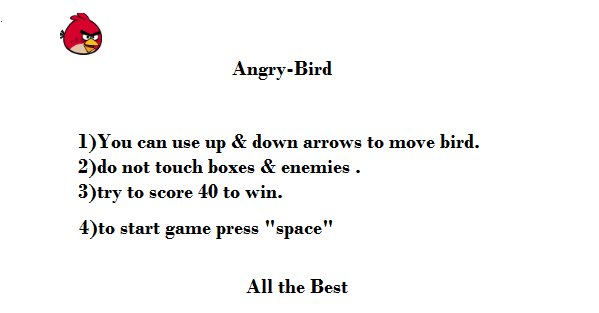 Angry-Bird
1)You can use up & down arrows to move bird.
2)do not touch boxes & enemies .
3)try to score 40 to win.
4)to start game press "space"
All the Best